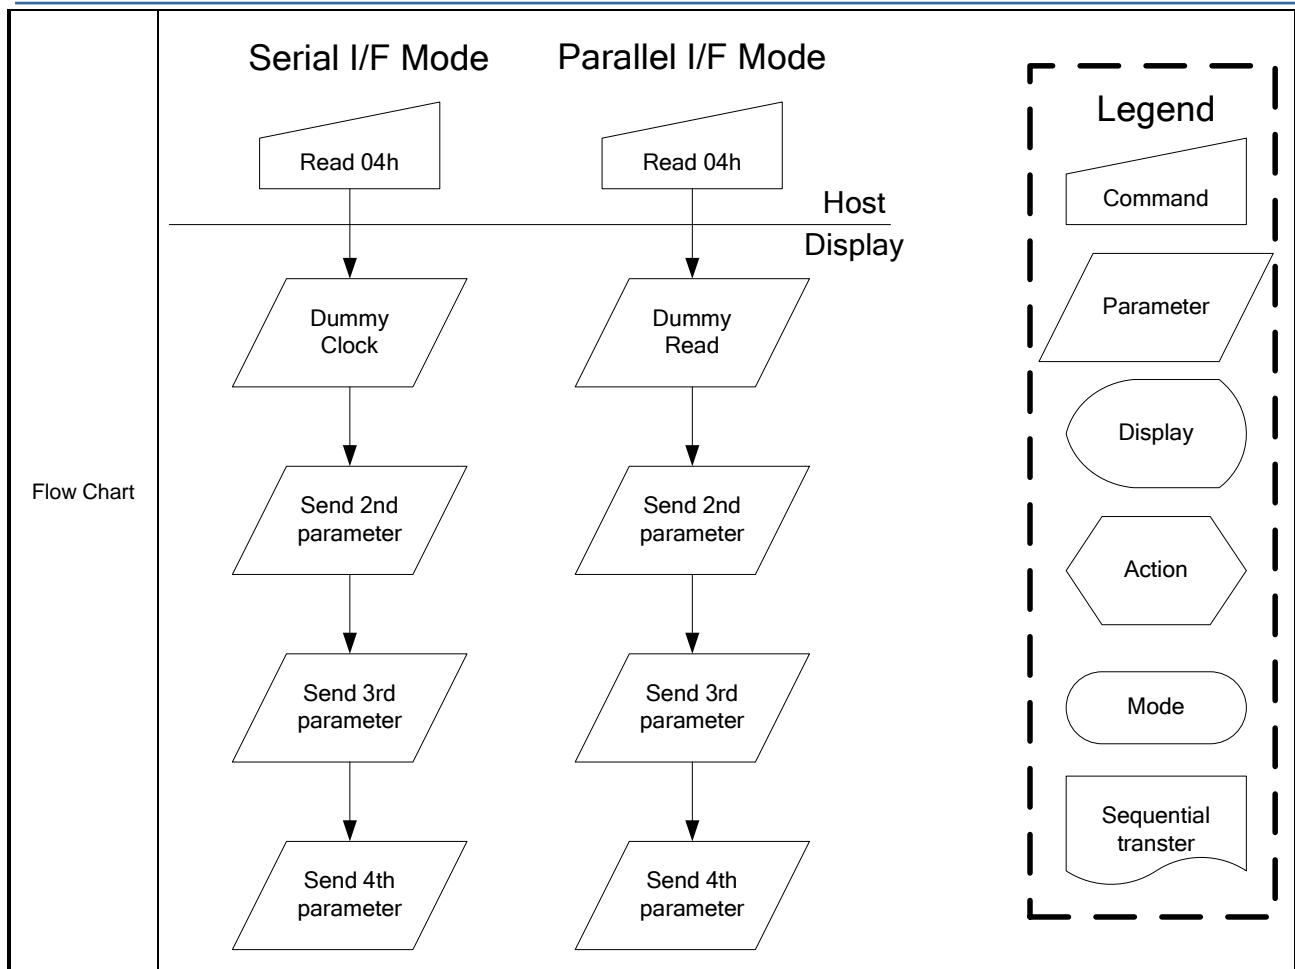 Flow Chart
Serial I/F Mode
Read 04h
Dummy
Clock
Send 2nd
parameter
Send 3rd
parameter
Send 4th
parameter
Parallel I/F Mode
Read 04h
Host
Display
Dummy
Read
Send 2nd
parameter
Send 3rd
parameter
Send 4th
parameter
Legend
Command
Parameter
Display
Action
Mode
Sequential
transter